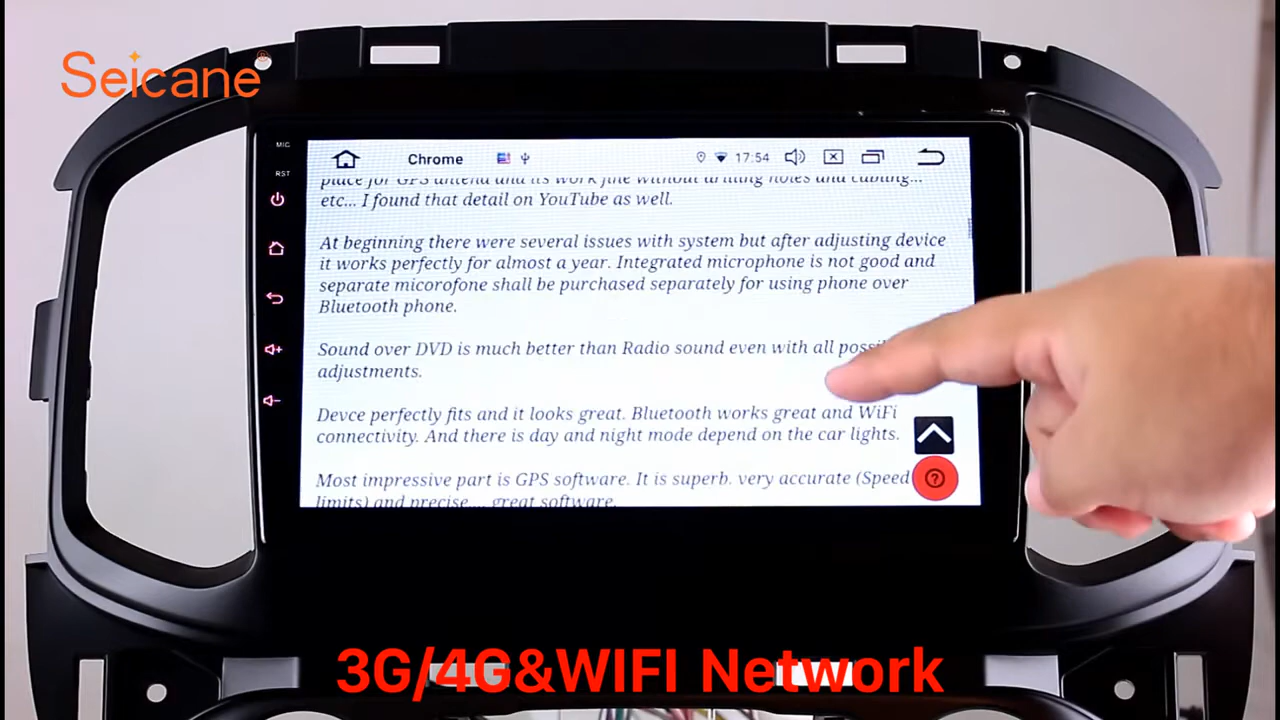 Seicane
MIC
RST
Chrome
17:54
etc... I found that detail on YouTube as well.
At beginning there were several issues with system but after adjusting device
it works perfectly for almost a year. Integrated microphone is not good and
separate micorofone shall be purchased separately for using phone over
Bluetooth phone.
Sound over DVD is much better than Radio sound even with all
adjustments.
Devce perfectly fits and it looks great. Bluetooth works great and WiFi
connectivity. And there is day and night mode depend on the car lights.
Most impressive part is GPS software. It is superb. very accurate (Speed
limits) and precise.... great software.
3G/4G&WIFI Network